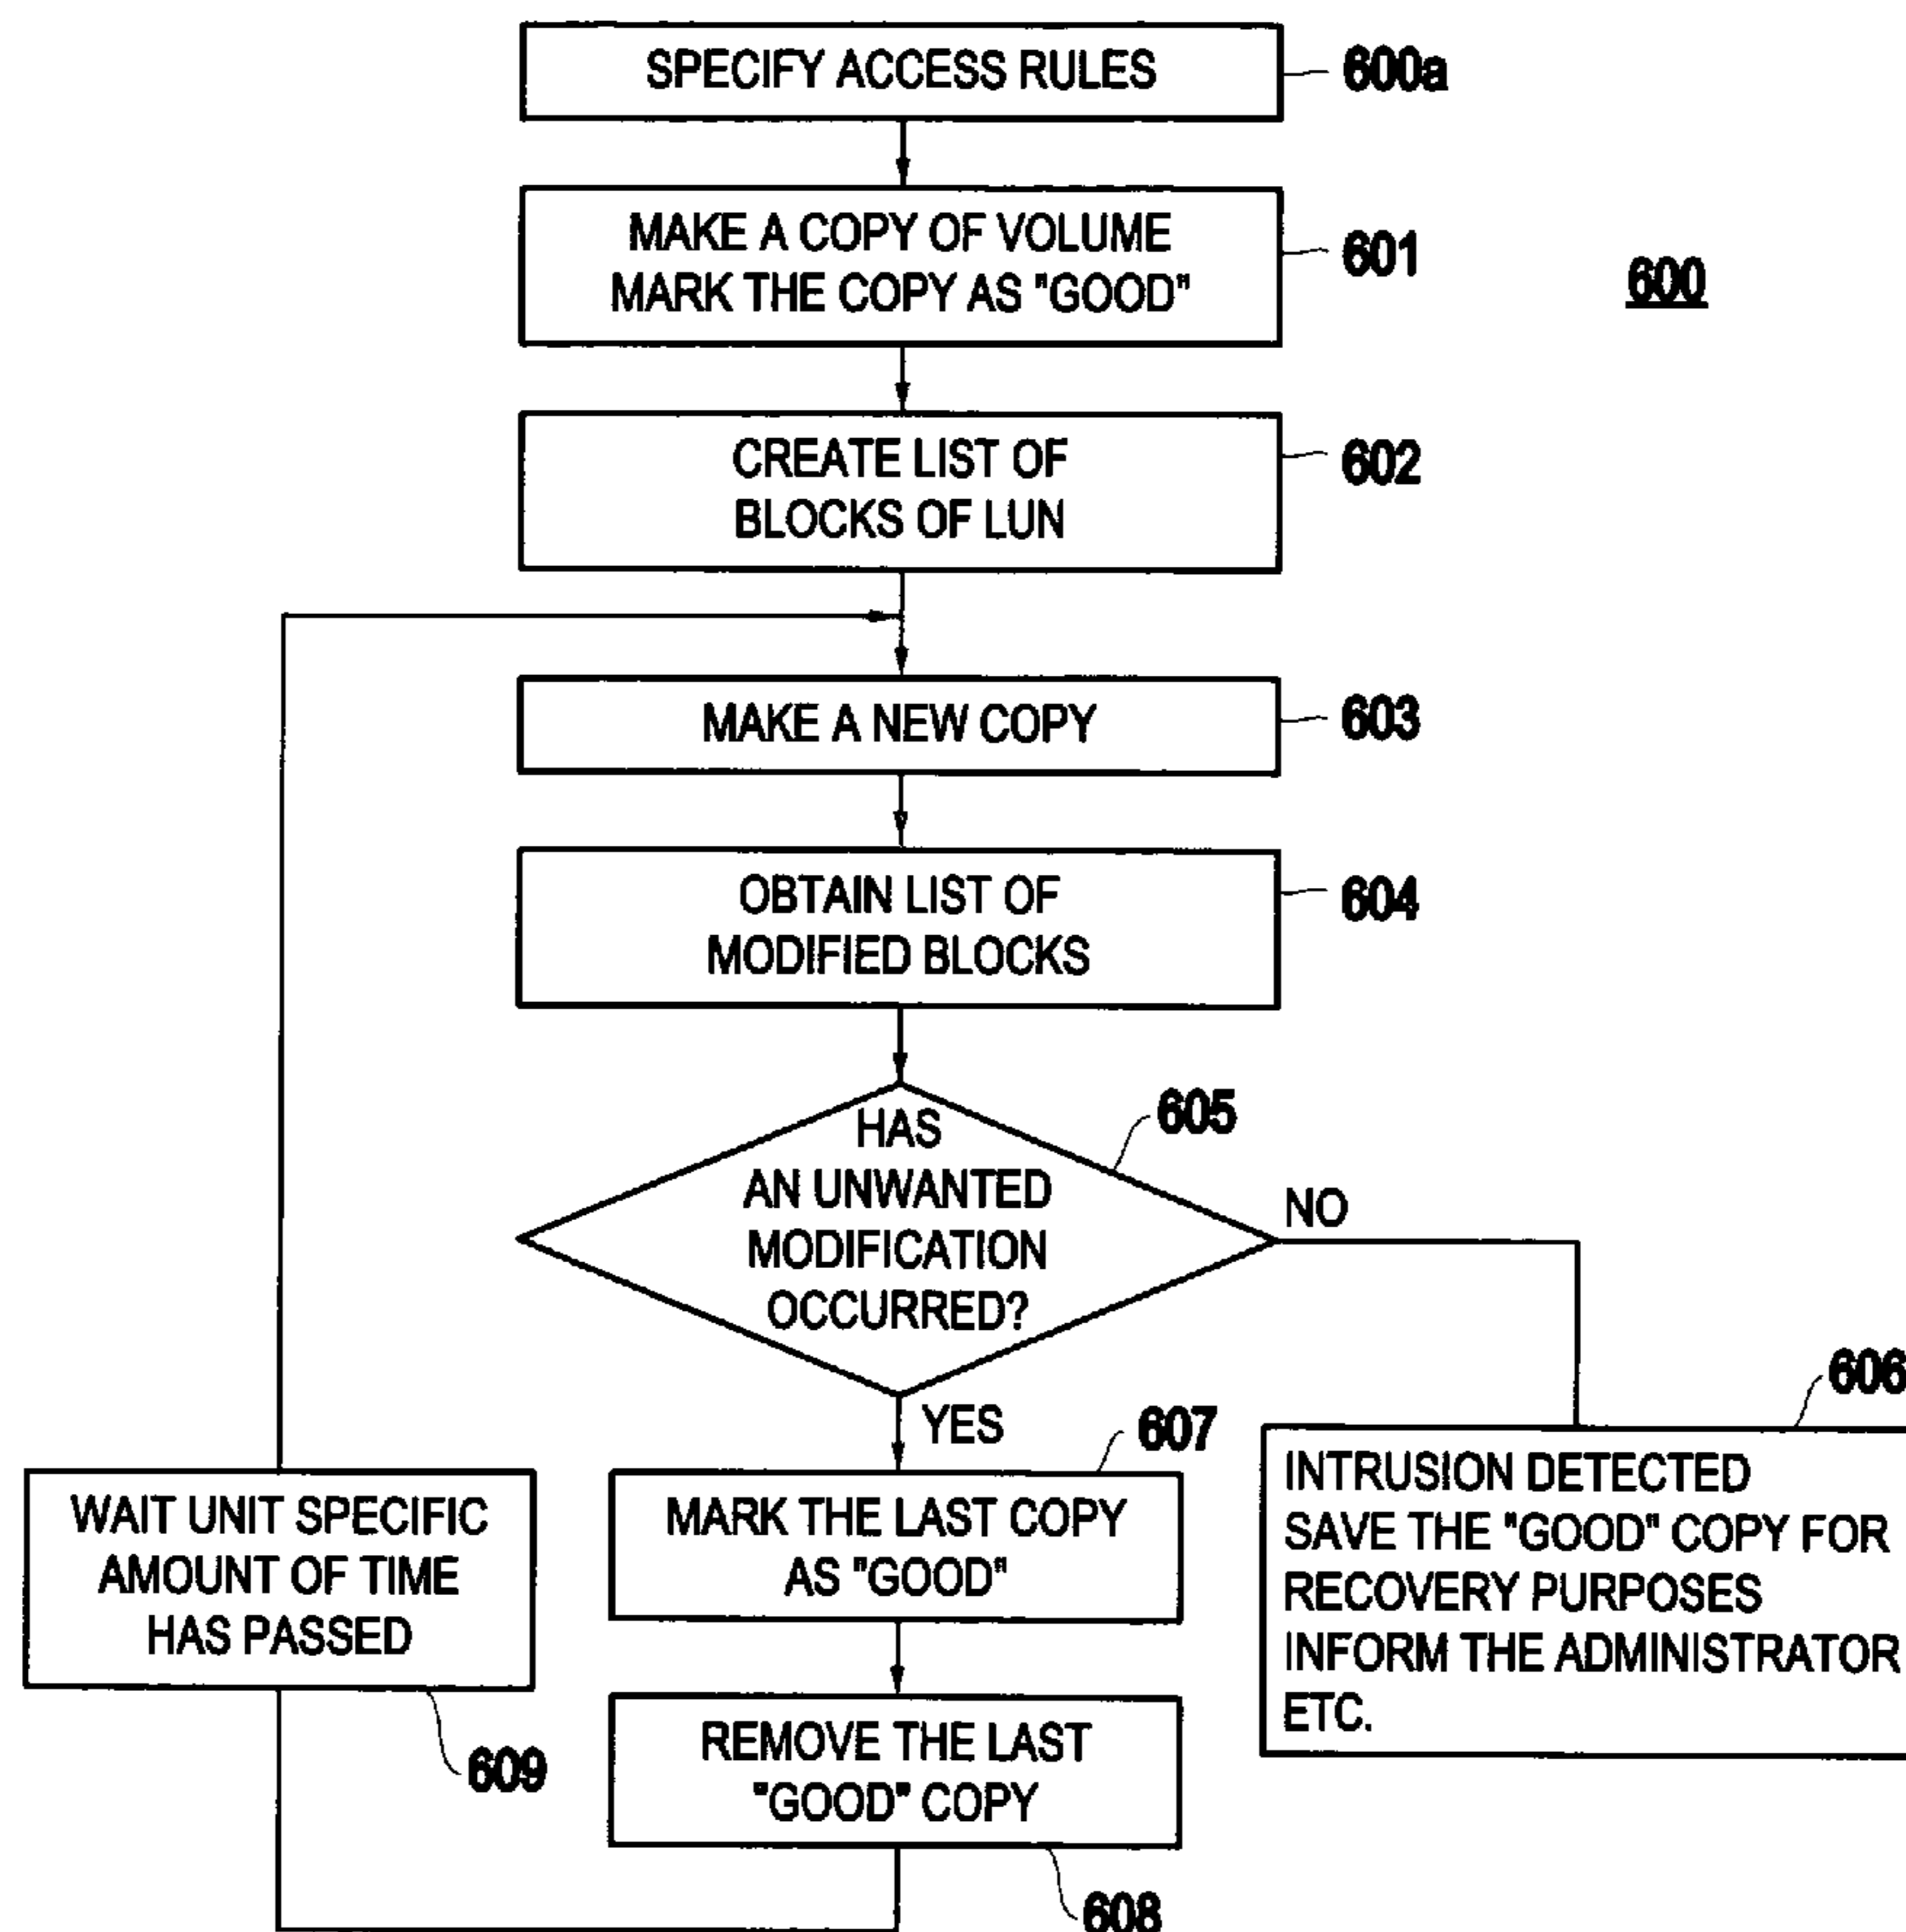 SPECIFY ACCESS RULES
600a
MAKE A COPY OF VOLUME
MARK THE COPY AS "GOOD"
601
600
CREATE LIST OF
BLOCKS OF LUN
602
MAKE A NEW COPY
603
OBTAIN LIST OF
MODIFIED BLOCKS
604
HAS
AN UNWANTED
MODIFICATION
OCCURRED?
605
NO
YES
606
INTRUSION DETECTED
SAVE THE "GOOD" COPY FOR
RECOVERY PURPOSES
INFORM THE ADMINISTRATOR
ETC.
607
MARK THE LAST COPY
AS "GOOD"
WAIT UNIT SPECIFIC
AMOUNT OF TIME
HAS PASSED
609
REMOVE THE LAST
"GOOD" COPY
608